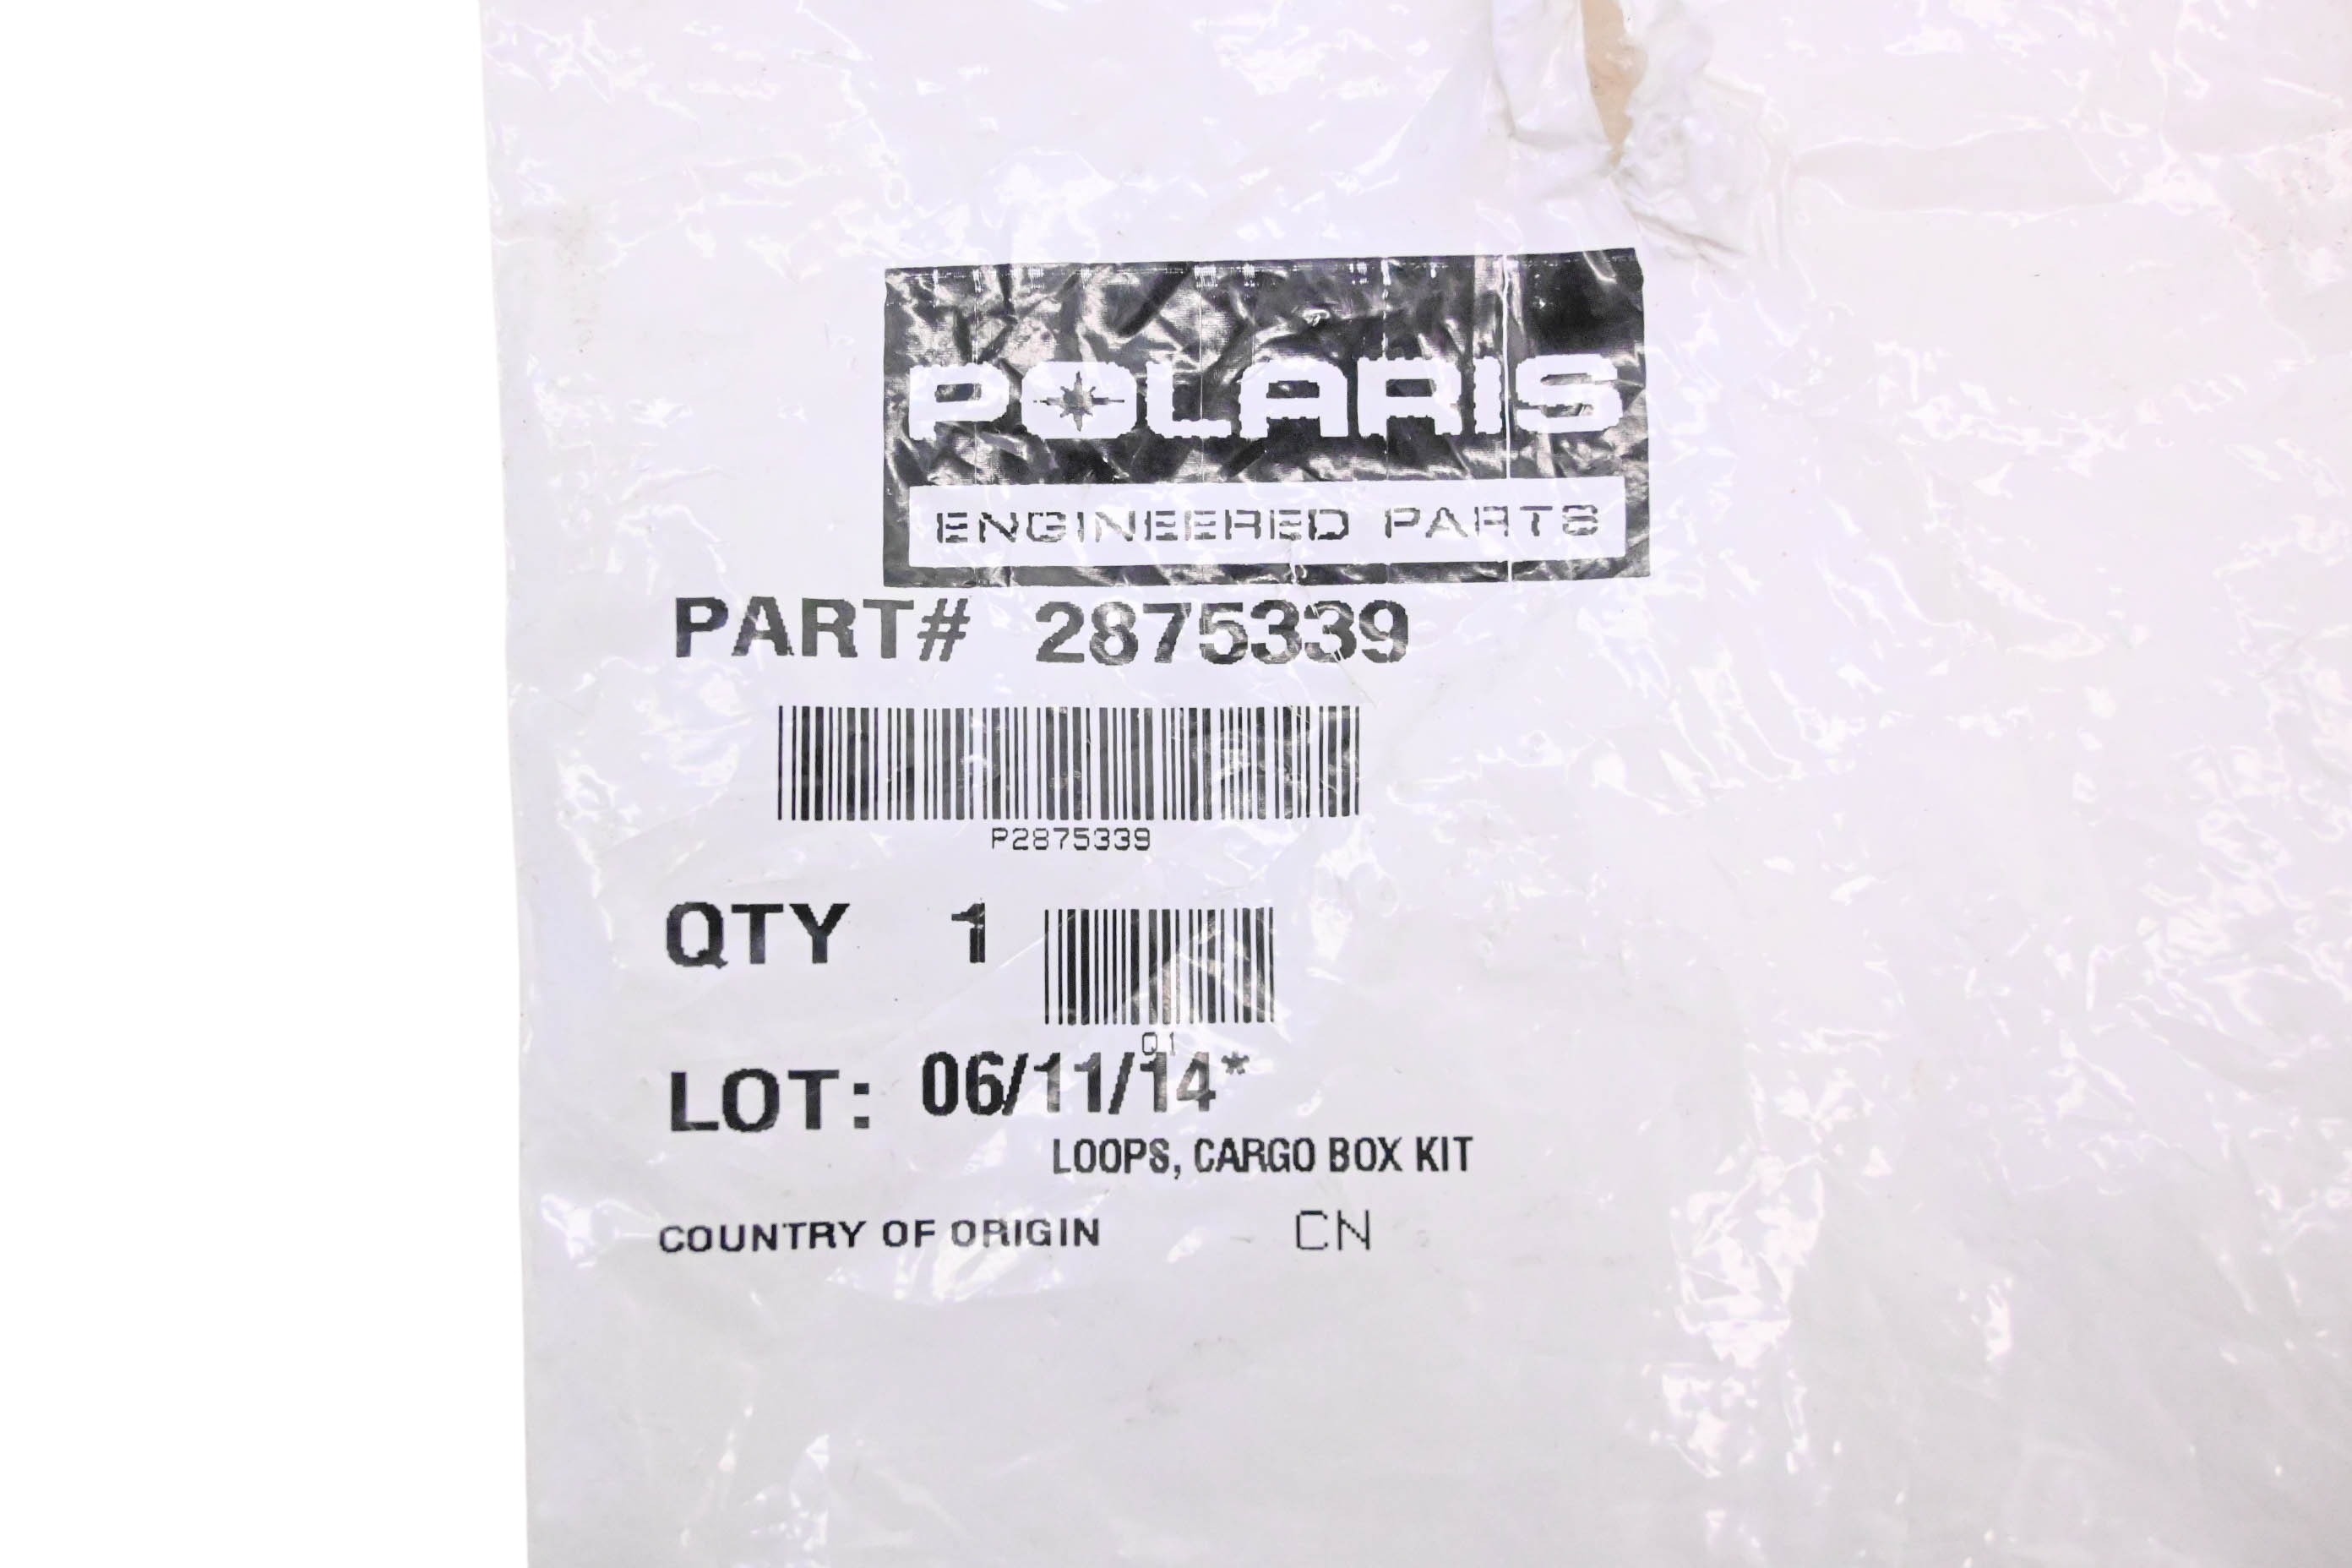 POLARIS
ENGINEERED PARTS
PART# 2875339
P2875339
QTY 1
Q1
LOT: 06/11/14*
LOOPS, CARGO BOX KIT
COUNTRY OF ORIGIN CN